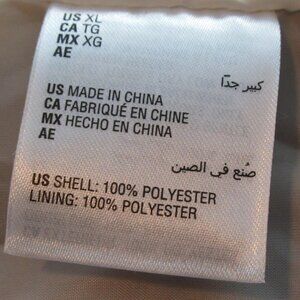 US XL
CA TG
MX XG
AE
كبير جدًا
US MADE IN CHINA
CA FABRIQUÉ EN CHINE
MX HECHO EN CHINA
AE
صُنع في الصين
US SHELL: 100% POLYESTER
LINING: 100% POLYESTER